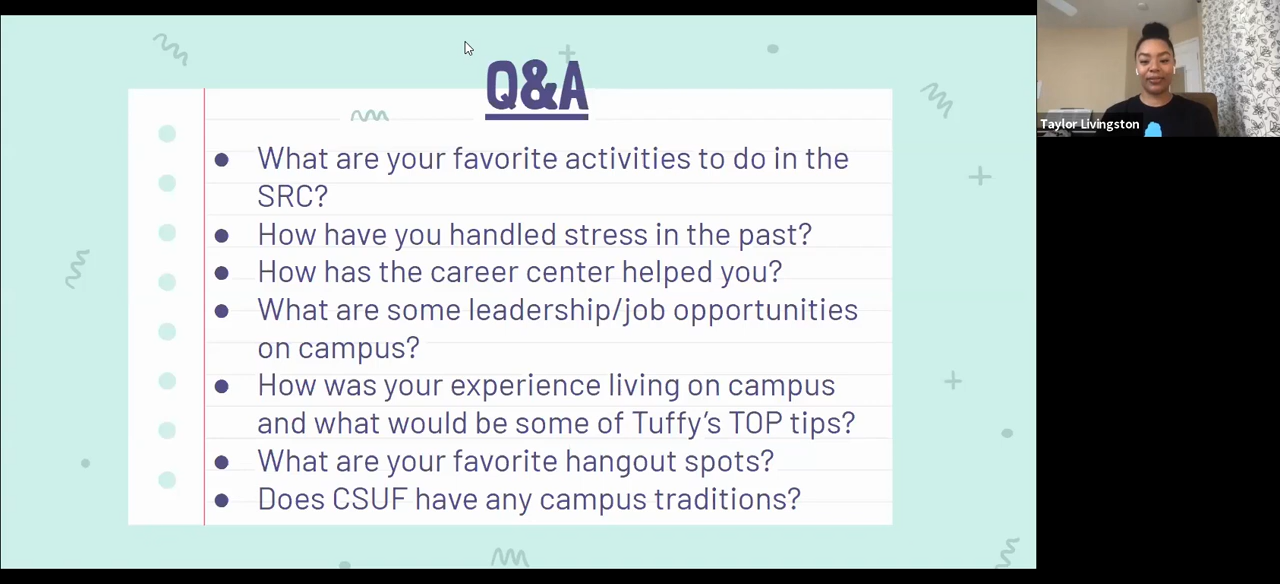 Q&A
● What are your favorite activities to do in the
SRC?
● How have you handled stress in the past?
● How has the career center helped you?
● What are some leadership/job opportunities
on campus?
● How was your experience living on campus
and what would be some of Tuffy's TOP tips?
● What are your favorite hangout spots?
● Does CSUF have any campus traditions?
Taylor Livingston